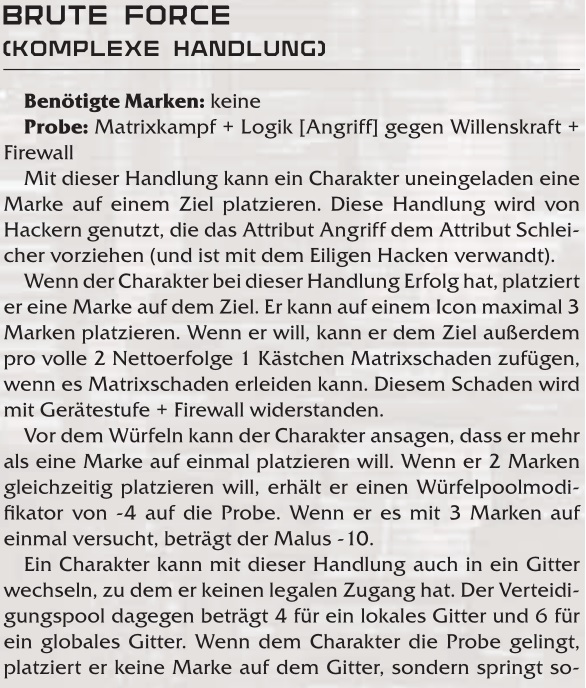 BRUTE FORCE
(KOMPLEXE HANDLUNG)
Benötigte Marken: keine
Probe: Matrixkampf + Logik [Angriff] gegen Willenskraft +
Firewall
Mit dieser Handlung kann ein Charakter uneingeladen eine
Marke auf einem Ziel platzieren. Diese Handlung wird von
Hackern genutzt, die das Attribut Angriff dem Attribut Schlei-
cher vorziehen (und ist mit dem Eiligen Hacken verwandt).
Wenn der Charakter bei dieser Handlung Erfolg hat, platziert
er eine Marke auf dem Ziel. Er kann auf einem Icon maximal 3
Marken platzieren. Wenn er will, kann er dem Ziel außerdem
pro volle 2 Nettoerfolge 1 Kästchen Matrixschaden zufügen,
wenn es Matrixschaden erleiden kann. Diesem Schaden wird
mit Gerätestufe + Firewall widerstanden.
Vor dem Würfeln kann der Charakter ansagen, dass er mehr
als eine Marke auf einmal platzieren will. Wenn er 2 Marken
gleichzeitig platzieren will, erhält er einen Würfelpoolmodi-
fikator von -4 auf die Probe. Wenn er es mit 3 Marken auf
einmal versucht, beträgt der Malus -10.
Ein Charakter kann mit dieser Handlung auch in ein Gitter
wechseln, zu dem er keinen legalen Zugang hat. Der Verteidi-
gungspool dagegen beträgt 4 für ein lokales Gitter und 6 für
ein globales Gitter. Wenn dem Charakter die Probe gelingt,
platziert er keine Marke auf dem Gitter, sondern springt so-